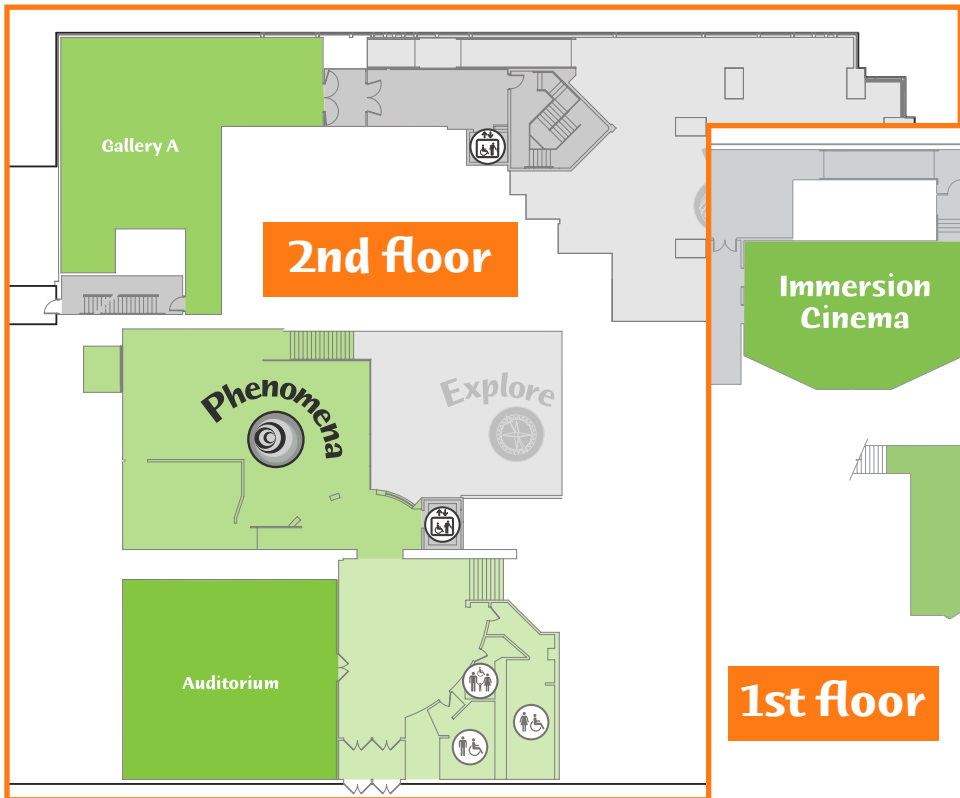 Gallery A
2nd floor
Immersion
Cinema
Phenomena
Explore
Auditorium
1st floor